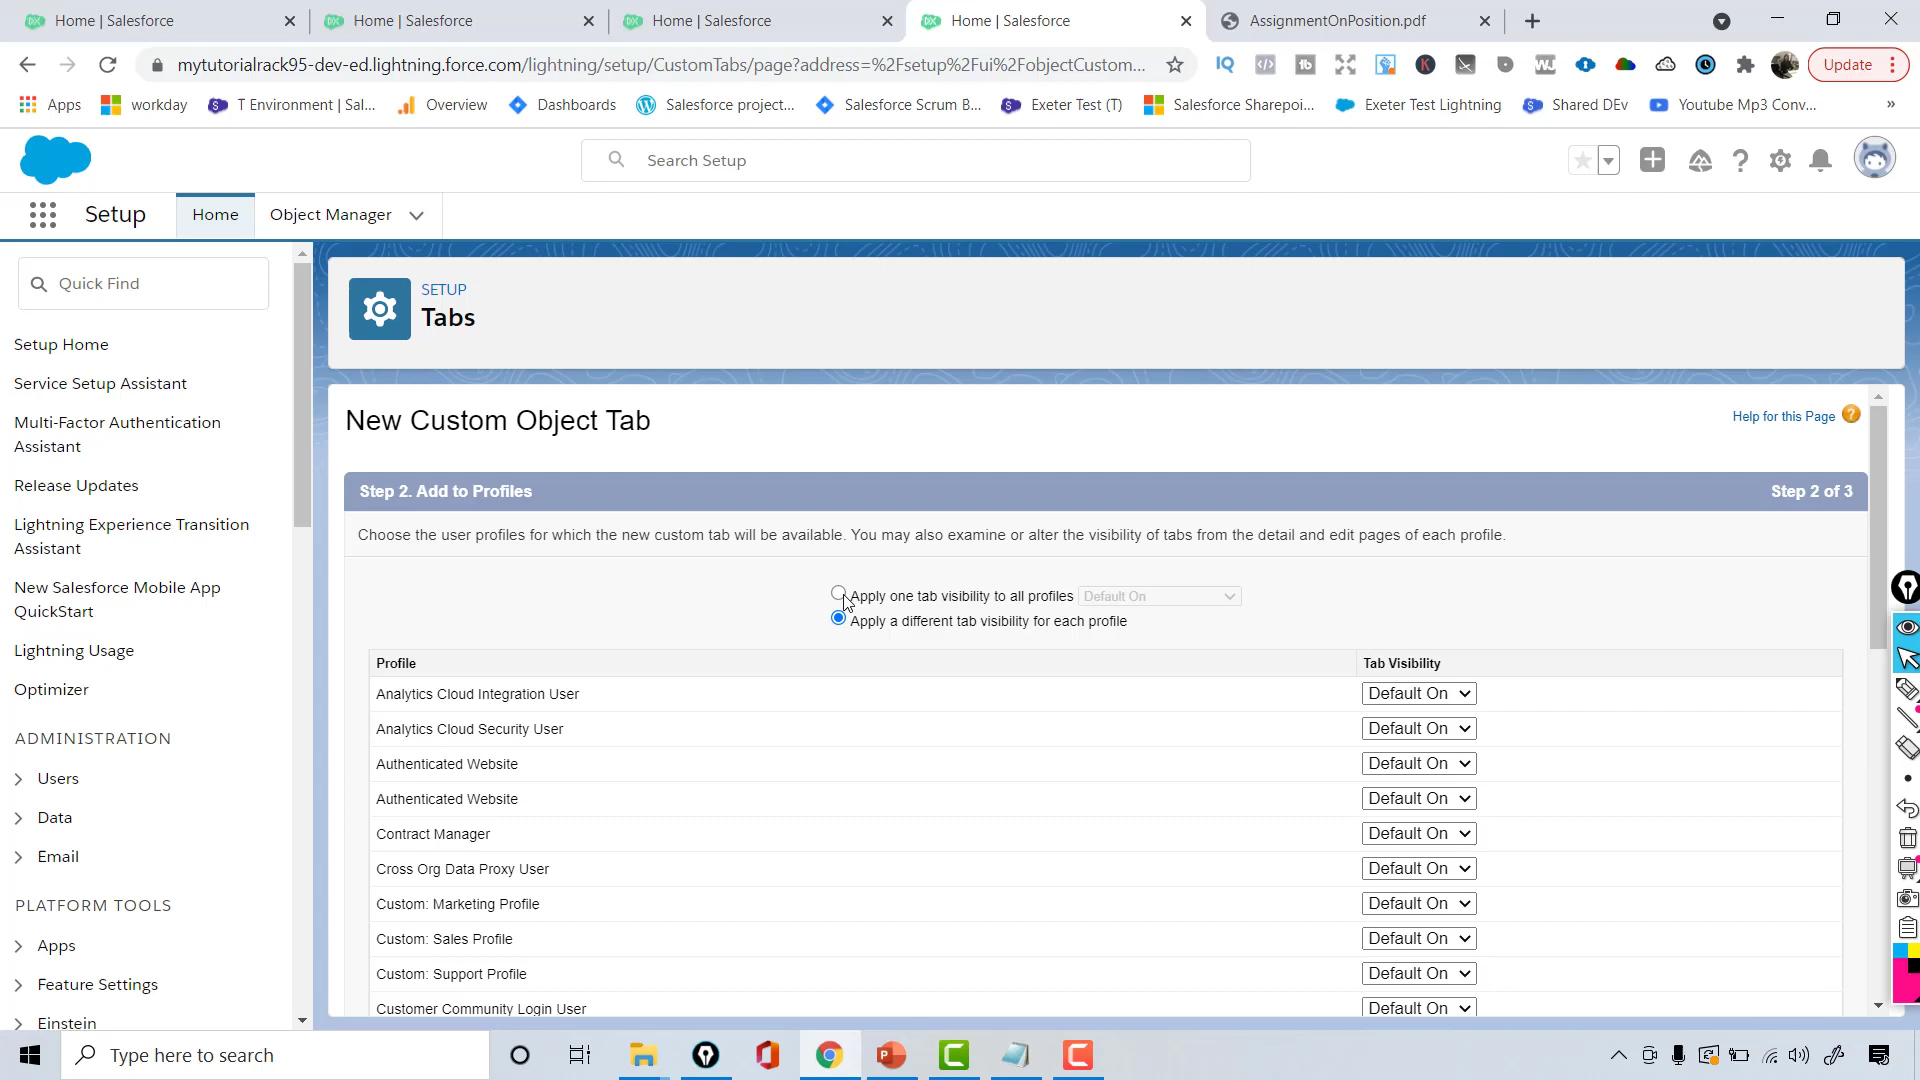 Home | Salesforce
Home | Salesforce
Home | Salesforce
Home | Salesforce
AssignmentOnPosition.pdf
mytutorialrack95-dev-ed.lightning.force.com/lightning/setup/CustomTabs/page?address=%2Fsetup%2Fui%2FobjectCustom...
Update
Apps
workday
T Environment | Sal...
Overview
Dashboards
Salesforce project...
Salesforce Scrum B...
Exeter Test (T)
Salesforce Sharepoi...
Exeter Test Lightning
Shared DEv
Youtube Mp3 Conv...
»
Search Setup
Setup
Home
Object Manager
Quick Find
Setup Home
Service Setup Assistant
Multi-Factor Authentication
Assistant
Release Updates
Lightning Experience Transition
Assistant
New Salesforce Mobile App
QuickStart
Lightning Usage
Optimizer
ADMINISTRATION
Users
Data
Email
PLATFORM TOOLS
Apps
Feature Settings
Einstein
SETUP
Tabs
New Custom Object Tab
Help for this Page
Step 2. Add to Profiles
Step 2 of 3
Choose the user profiles for which the new custom tab will be available. You may also examine or alter the visibility of tabs from the detail and edit pages of each profile.
Apply one tab visibility to all profiles Default On
Apply a different tab visibility for each profile
Profile Tab Visibility
Analytics Cloud Integration User Default On
Analytics Cloud Security User Default On
Authenticated Website Default On
Authenticated Website Default On
Contract Manager Default On
Cross Org Data Proxy User Default On
Custom: Marketing Profile Default On
Custom: Sales Profile Default On
Custom: Support Profile Default On
Customer Community Login User Default On
Type here to search